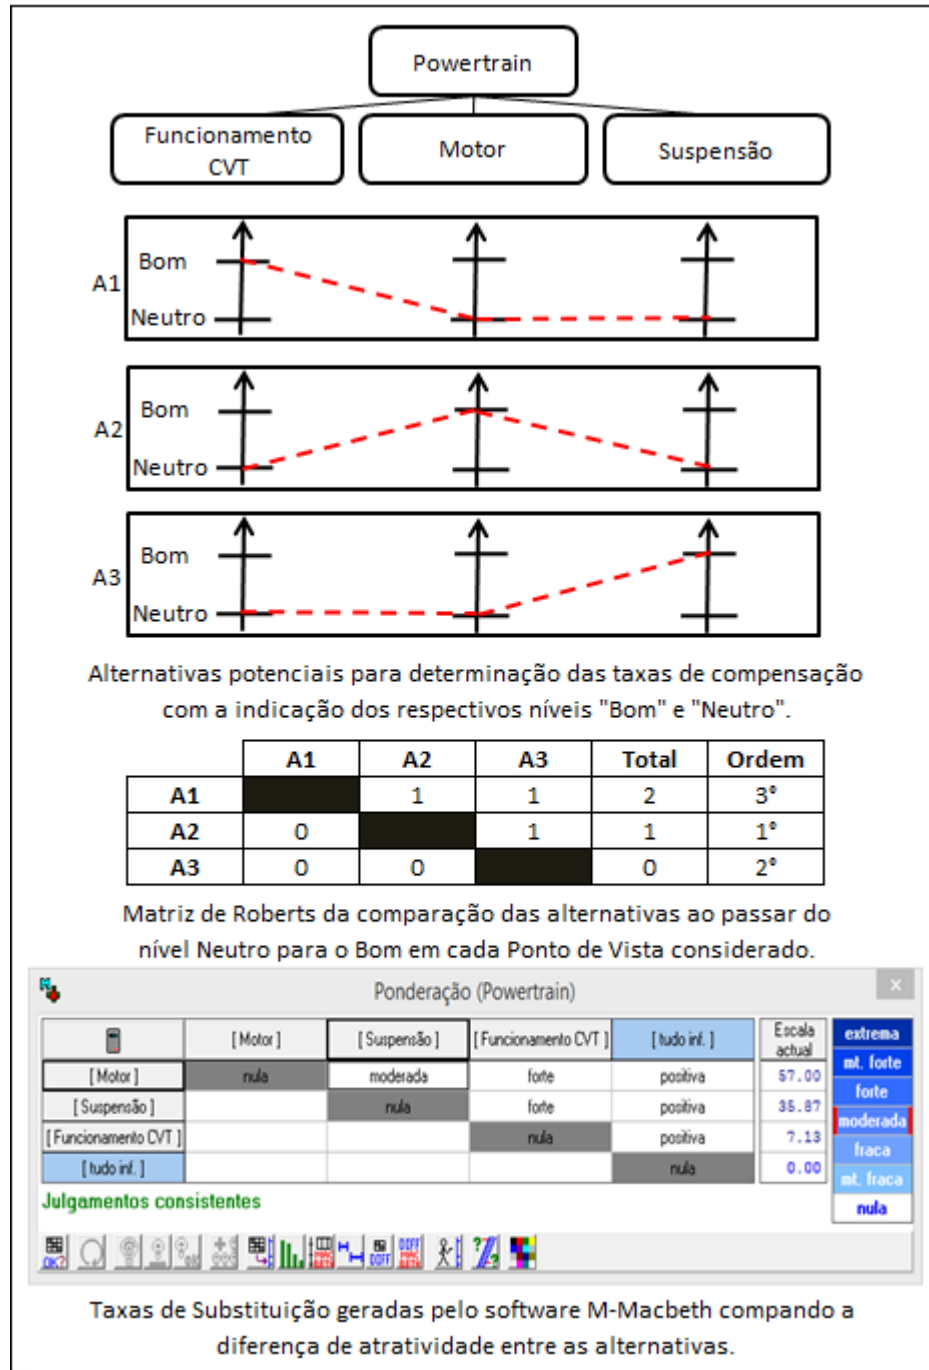 Powertrain
Funcionamento
CVT
Motor
Suspensão
A1
Bom
Neutro
A2
Bom
Neutro
A3
Bom
Neutro
Alternativas potenciais para determinação das taxas de compensação
com a indicação dos respectivos níveis "Bom" e "Neutro".
A1 A2 A3 Total Ordem
A1 1 1 2 3°
A2 0 1 1 1°
A3 0 0 0 2°
Matriz de Roberts da comparação das alternativas ao passar do
nível Neutro para o Bom em cada Ponto de Vista considerado.
Ponderação (Powertrain)
x
[ Motor ] [ Suspensão ] [ Funcionamento CVT ] [ tudo inf. ] Escala actual
[ Motor ] nula moderada forte positiva 57.00
[ Suspensão ] nula forte positiva 35.87
[ Funcionamento CVT ] nula positiva 7.13
[ tudo inf. ] nula 0.00
extrema
mt. forte
forte
moderada
fraca
mt. fraca
nula
Julgamentos consistentes
OK?
Taxas de Substituição geradas pelo software M-Macbeth compando a
diferença de atratividade entre as alternativas.